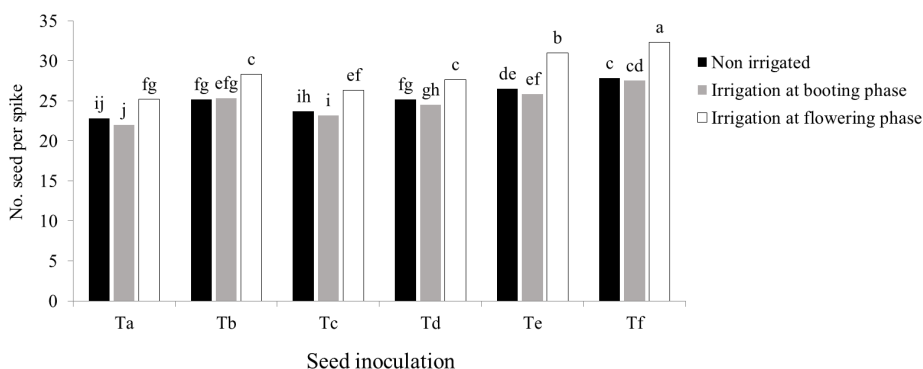 No. seed per spike
35
30
25
20
15
10
5
0
ij j fg
fg efg c
ih i ef
fg gh c
de ef b
c cd a
Ta Tb Tc Td Te Tf
Seed inoculation
Non irrigated
Irrigation at booting phase
Irrigation at flowering phase